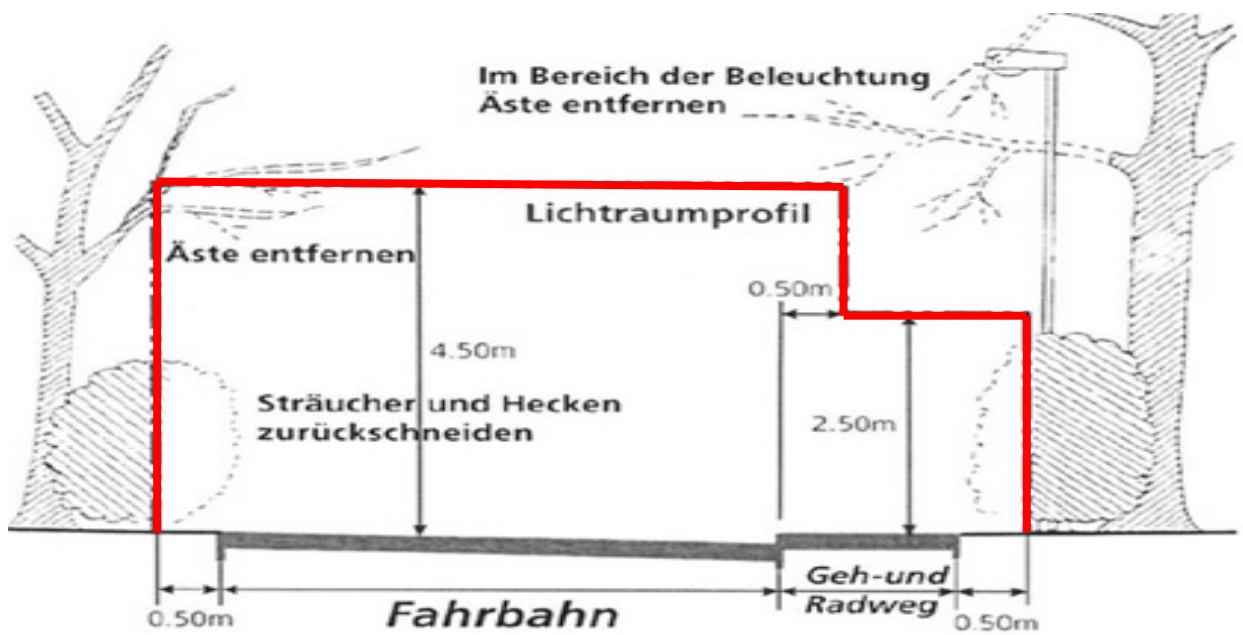 Im Bereich der Beleuchtung
Äste entfernen
Lichtraumprofil
Äste entfernen
0.50m
4.50m
Sträucher und Hecken
zurückschneiden
2.50m
0.50m
Fahrbahn
Geh-und
Radweg
0.50m